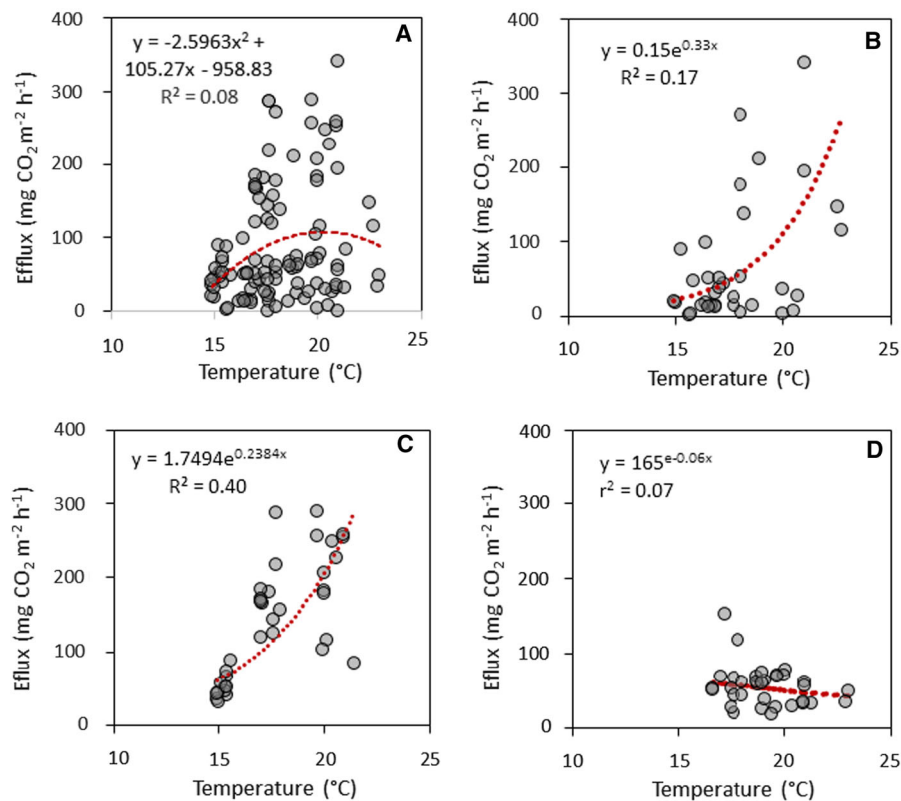 A
y = -2.5963x² +
105.27x - 958.83
R² = 0.08
400
300
200
100
0
10
15
20
25
Efflux (mg CO₂ m⁻² h⁻¹)
Temperature (°C)
B
y = 0.15e^0.33x
R² = 0.17
400
300
200
100
0
10
15
20
25
Eflux (mg CO₂ m⁻² h⁻¹)
Temperature (°C)
C
y = 1.7494e^0.2384x
R² = 0.40
400
300
200
100
0
10
15
20
25
Eflux (mg CO₂ m⁻² h⁻¹)
Temperature (°C)
D
y = 165^e-0.06x
r² = 0.07
400
300
200
100
0
10
15
20
25
Eflux (mg CO₂ m⁻² h⁻¹)
Temperature (°C)